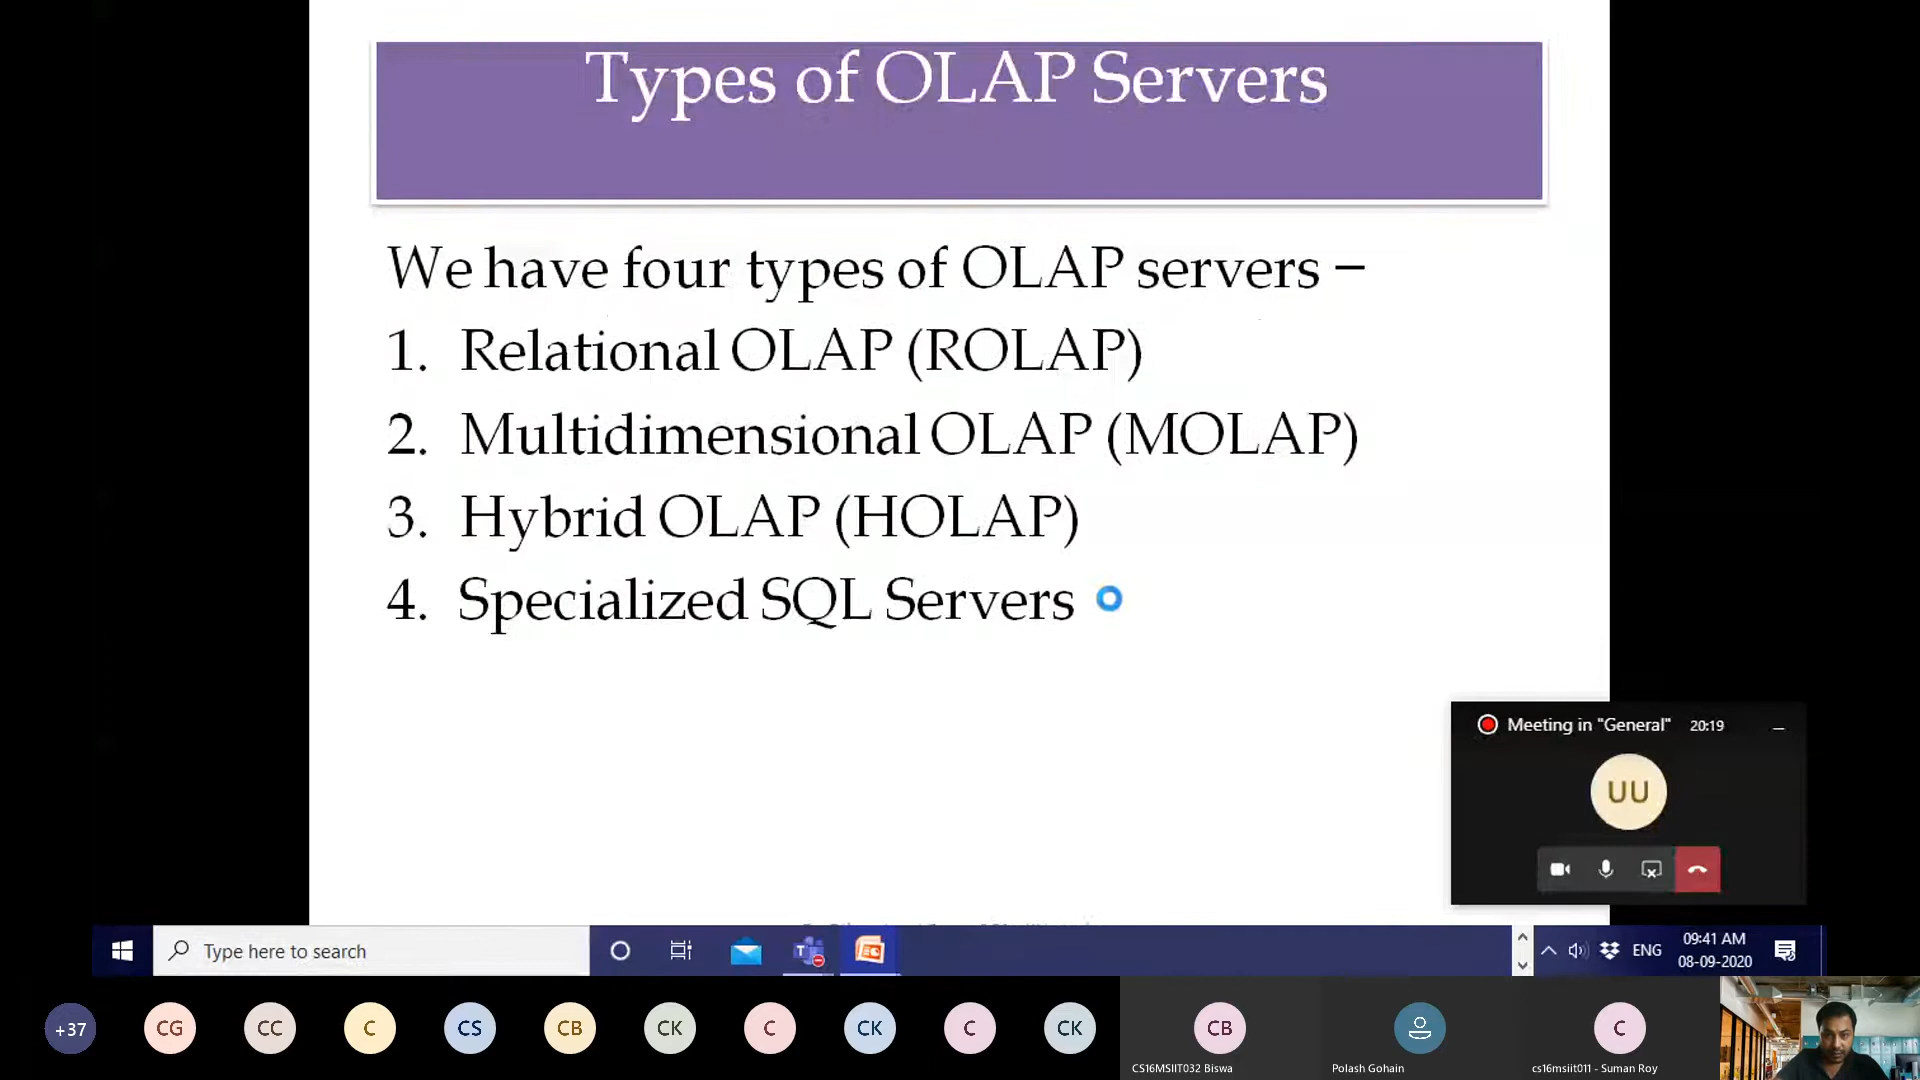 Types of OLAP Servers
We have four types of OLAP servers –
1. Relational OLAP (ROLAP)
2. Multidimensional OLAP (MOLAP)
3. Hybrid OLAP (HOLAP)
4. Specialized SQL Servers
Meeting in "General" 20:19
UU
Type here to search
ENG
09:41 AM
08-09-2020
+37
CG
CC
C
CS
CB
CK
C
CK
C
CK
CB
C
CS16MSIIT032 Biswa
Polash Gohain
cs16msiit011 - Suman Roy